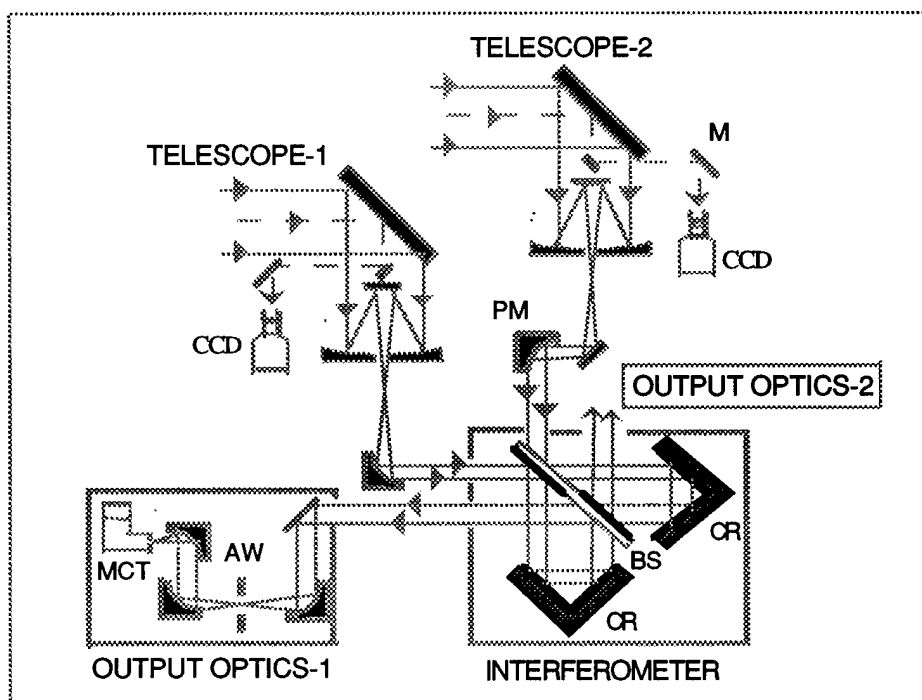 TELESCOPE-2
M
TELESCOPE-1
CCD
PM
CCD
OUTPUT OPTICS-2
CR
AW
BS
MCT
CR
OUTPUT OPTICS-1
INTERFEROMETER